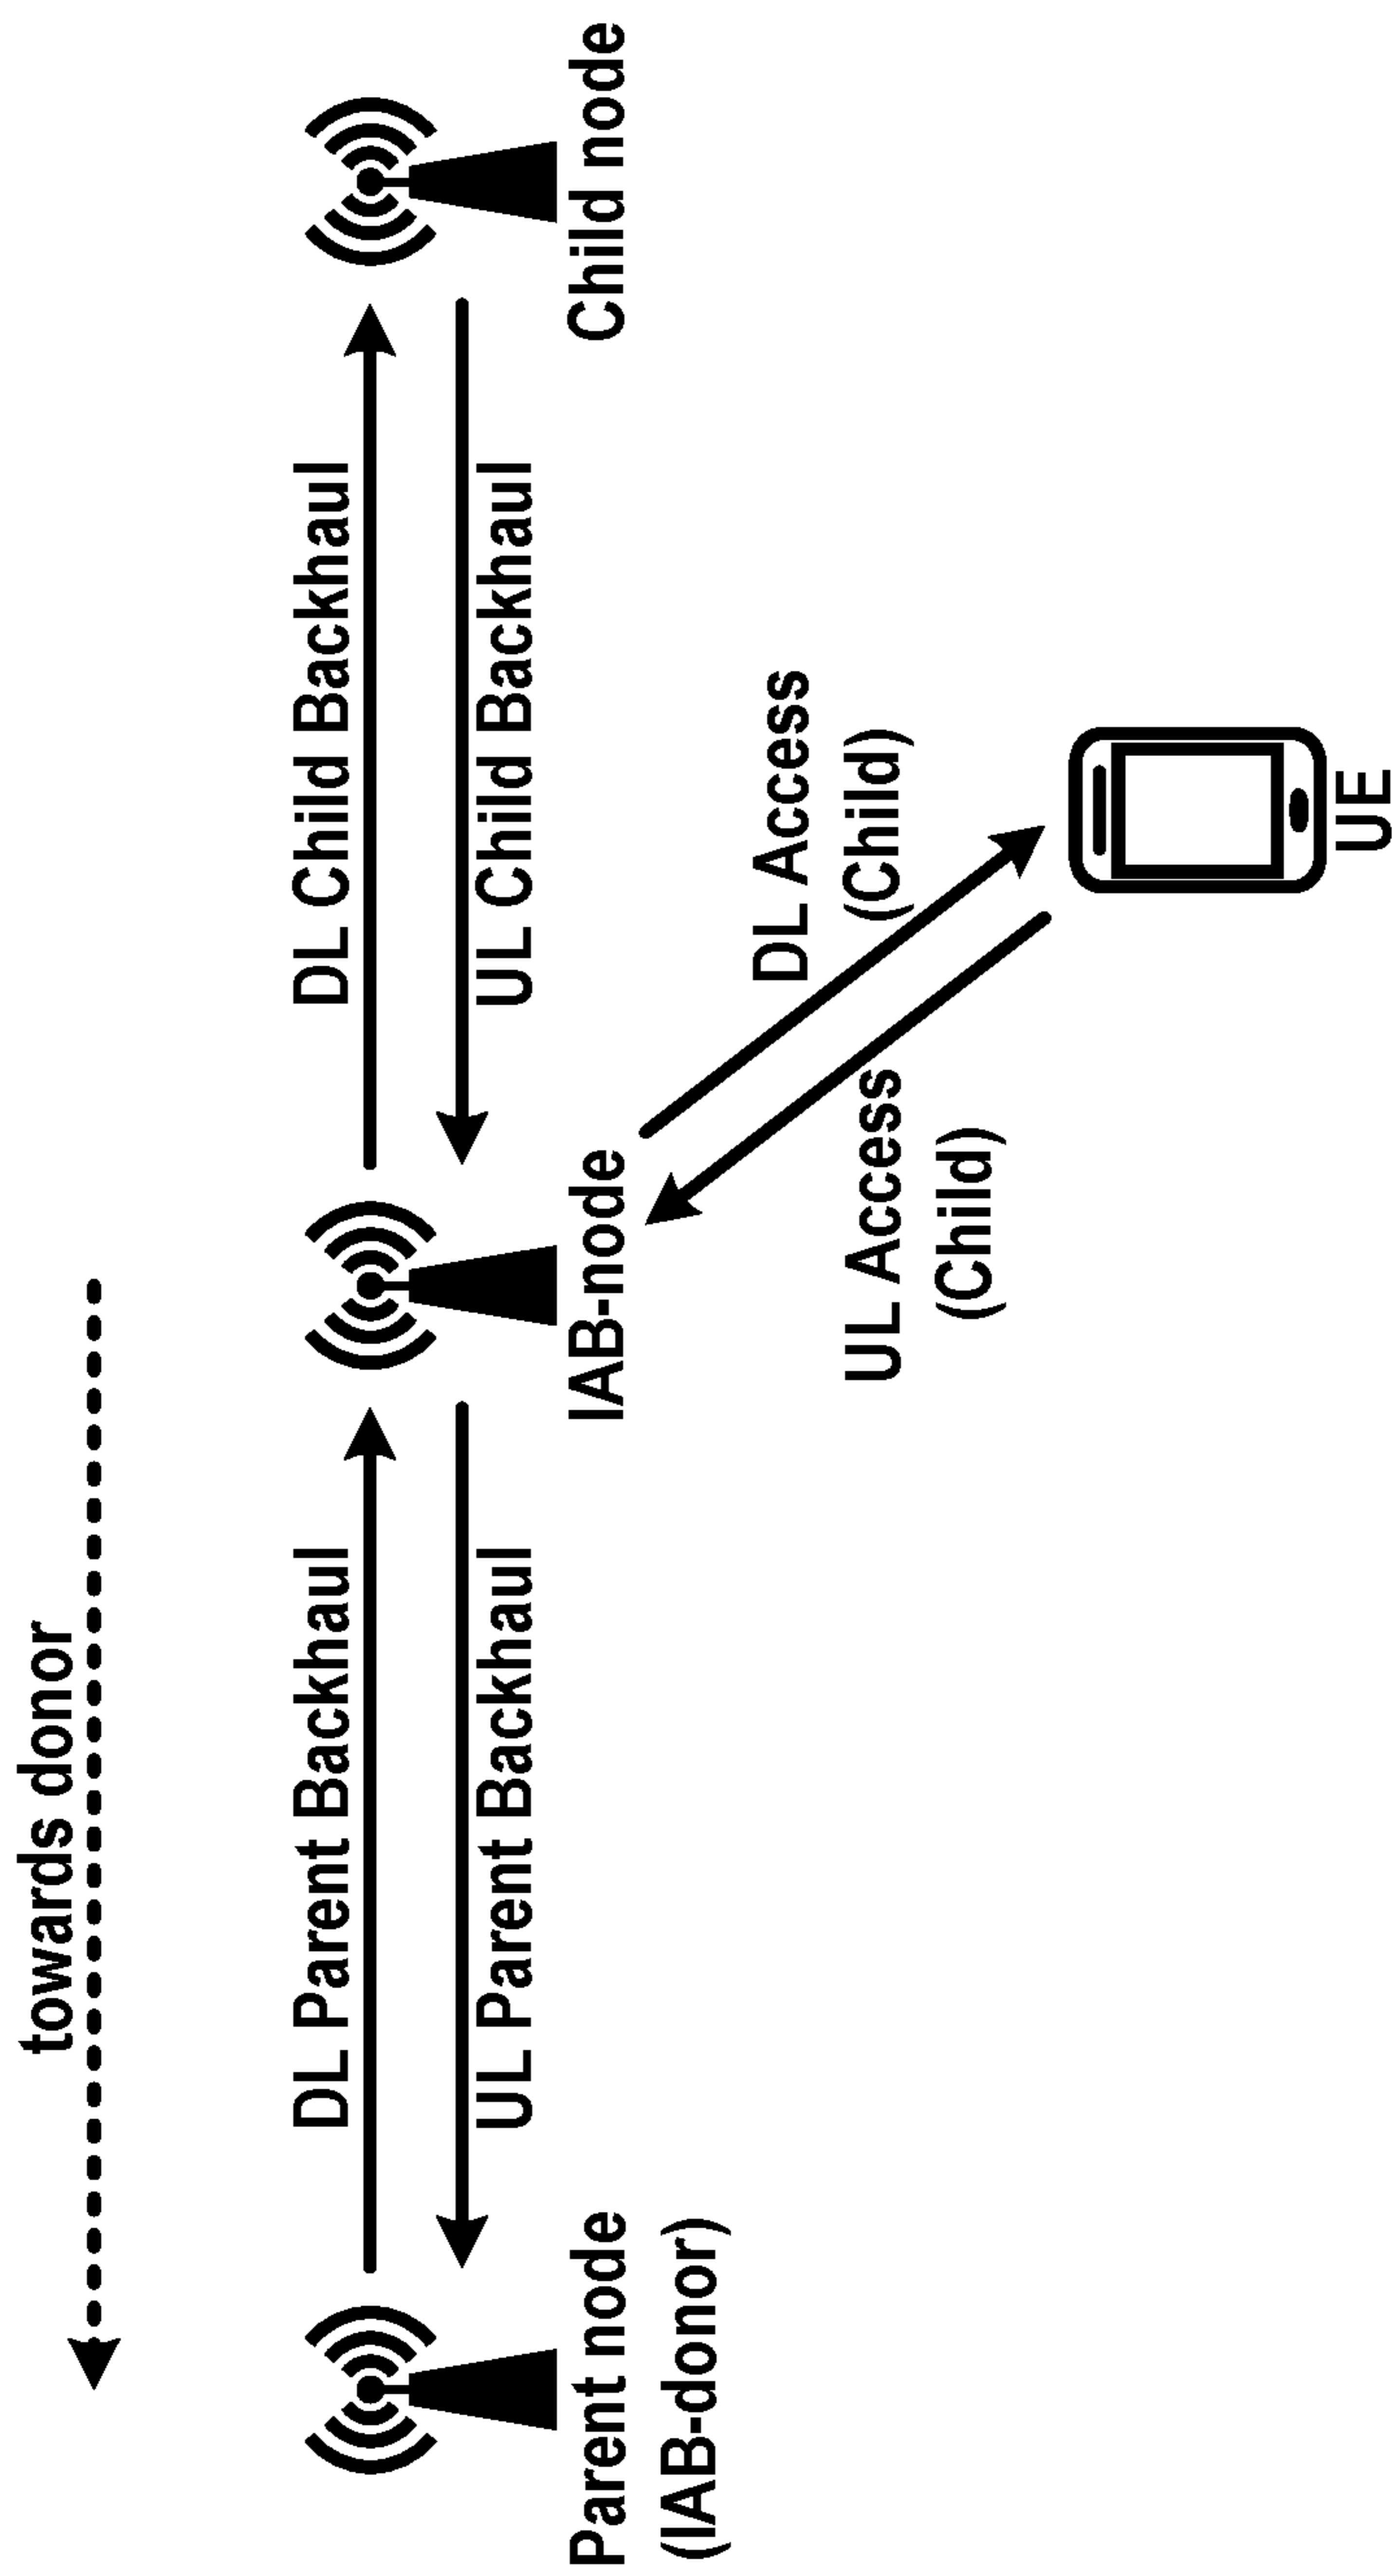 towards donor
DL Parent Backhaul
DL Child Backhaul
UL Parent Backhaul
UL Child Backhaul
Parent node
(IAB-donor)
IAB-node
Child node
DL Access
(Child)
UL Access
(Child)
UE